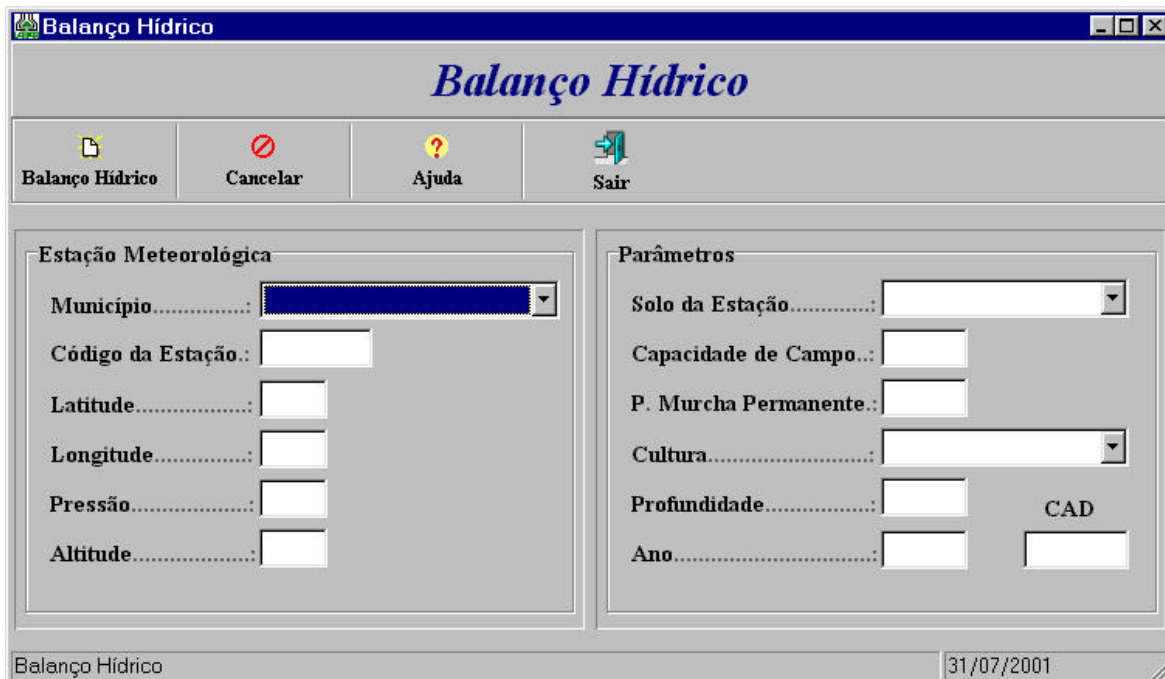 Balanço Hídrico
Balanço Hídrico
Balanço Hídrico
Cancelar
Ajuda
Sair
Estação Meteorológica
Município...............:
Código da Estação.:
Latitude..................:
Longitude...............:
Pressão...................:
Altitude...................:
Parâmetros
Solo da Estação.............:
Capacidade de Campo..:
P. Murcha Permanente.:
Cultura..........................:
Profundidade.................:
CAD
Ano................................:
Balanço Hídrico
31/07/2001